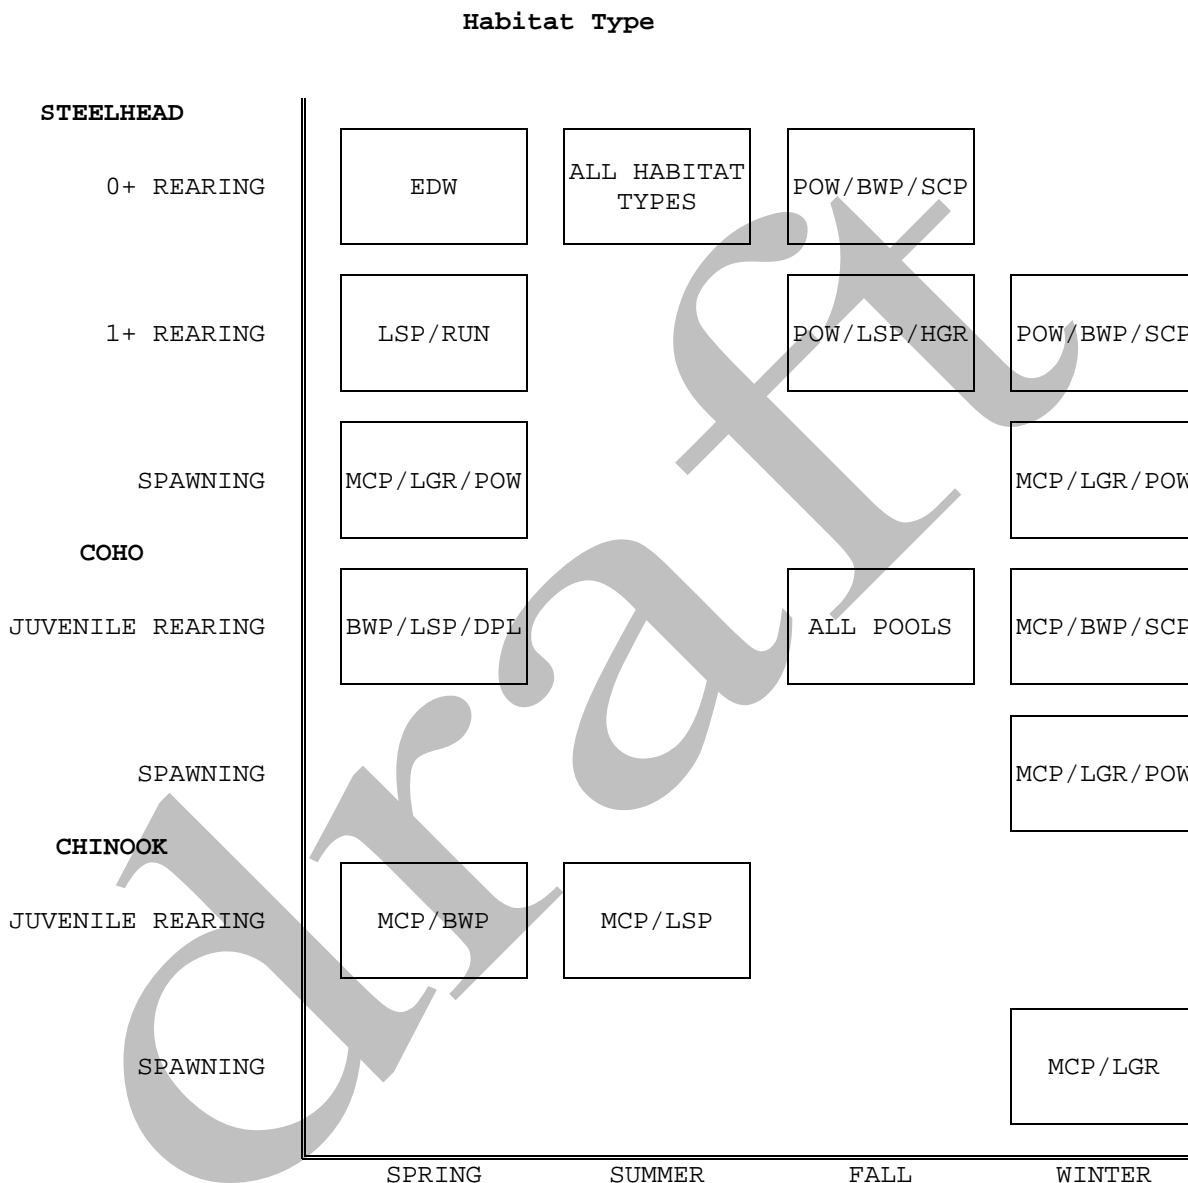 Habitat Type
STEELHEAD
0+ REARING EDW ALL HABITAT TYPES POW/BWP/SCP
1+ REARING LSP/RUN POW/LSP/HGR POW/BWP/SCP
SPAWNING MCP/LGR/POW MCP/LGR/POW
COHO
JUVENILE REARING BWP/LSP/DPL ALL POOLS MCP/BWP/SCP
SPAWNING MCP/LGR/POW
CHINOOK
JUVENILE REARING MCP/BWP MCP/LSP
SPAWNING MCP/LGR
SPRING SUMMER FALL WINTER
draft